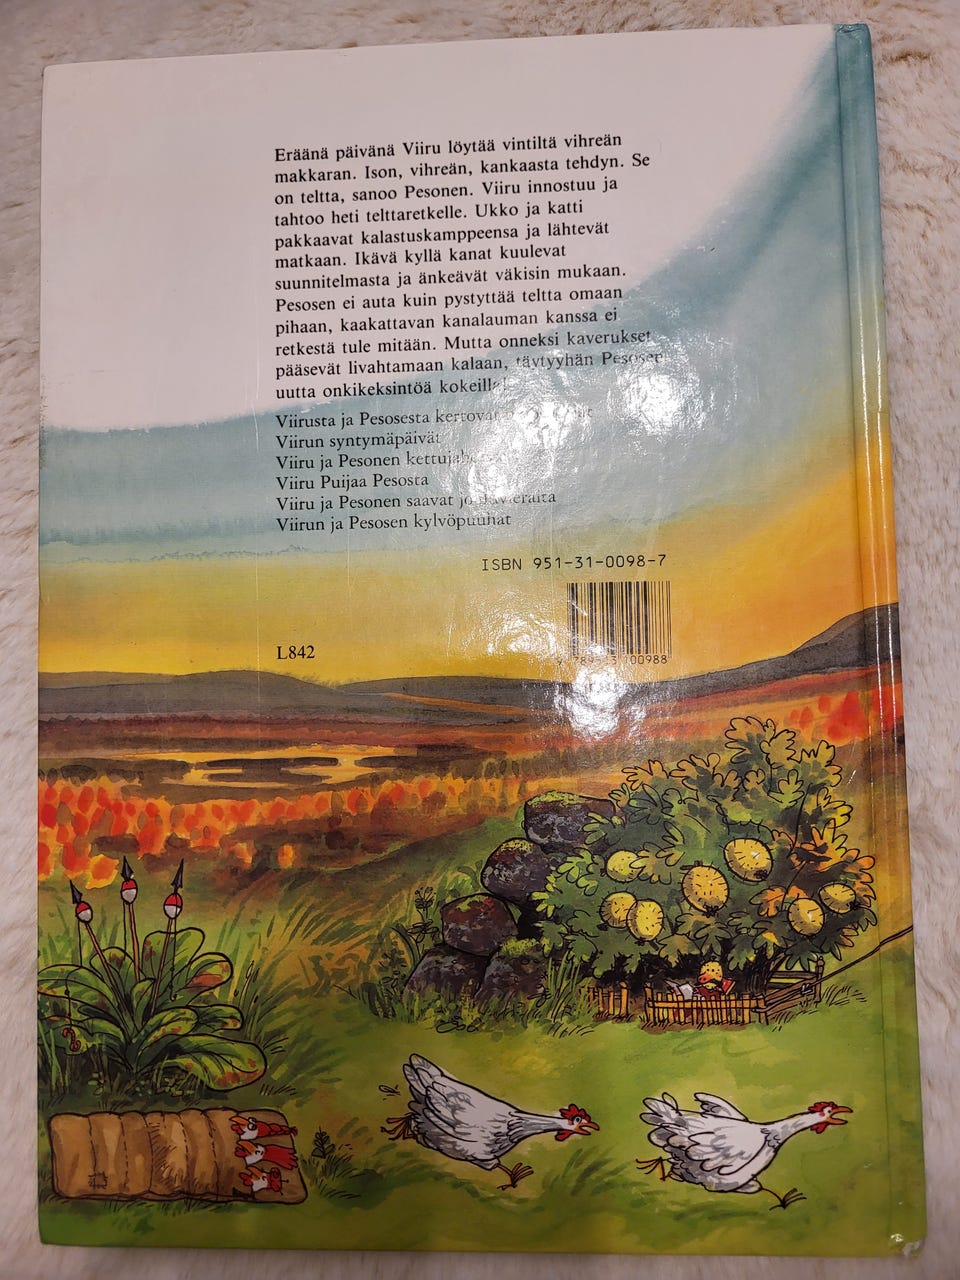 Eräänä päivänä Viiru löytää vintiltä vihreän
makkaran. Ison, vihreän, kankaasta tehdyn. Se
on teltta, sanoo Pesonen. Viiru innostuu ja
tahtoo heti telttaretkelle. Ukko ja katti
pakkaavat kalastuskamppeensa ja lähtevät
matkaan. Ikävä kyllä kanat kuulevat
suunnitelmasta ja änkeävät väkisin mukaan.
Pesosen ei auta kuin pystyttää teltta omaan
pihaan, kaakattavan kanalauman kanssa ei
retkestä tule mitään. Mutta onneksi kaverukset
pääsevät livahtamaan kalaan, täytyyhän Pesosen
uutta onkikeksintöä kokeilla!
Viirusta ja Pesosesta kertovat
Viirun syntymäpäivät
Viiru ja Pesonen
Viiru Puijaa Pesosta
Viiru ja Pesonen saavat
Viirun ja Pesosen kylvöpuuhat
ISBN 951-31-0098-7
L842